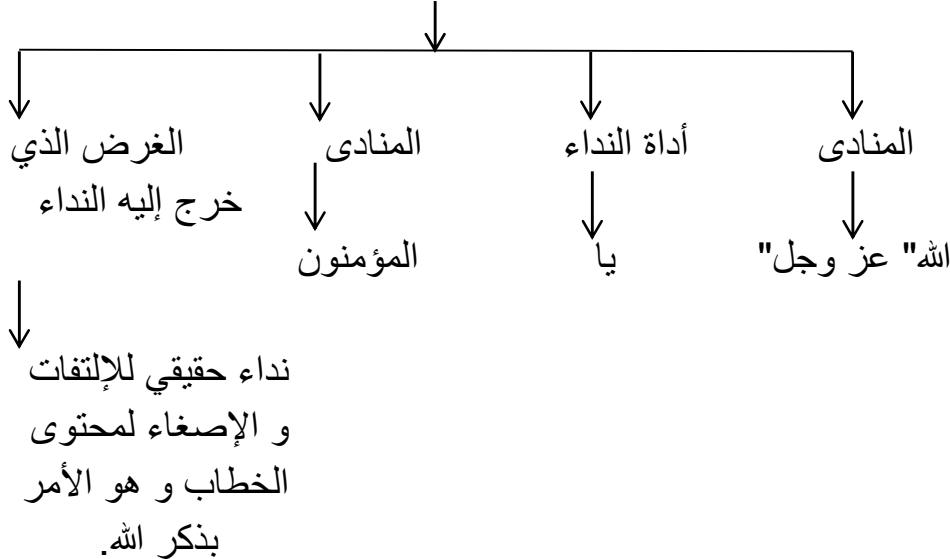 المنادى
أداة النداء
المنادى
الغرض الذي
خرج إليه النداء
الله" عز وجل"
يا
المؤمنون
نداء حقيقي للإلتفات
و الإصغاء لمحتوى
الخطاب و هو الأمر
بذكر الله.